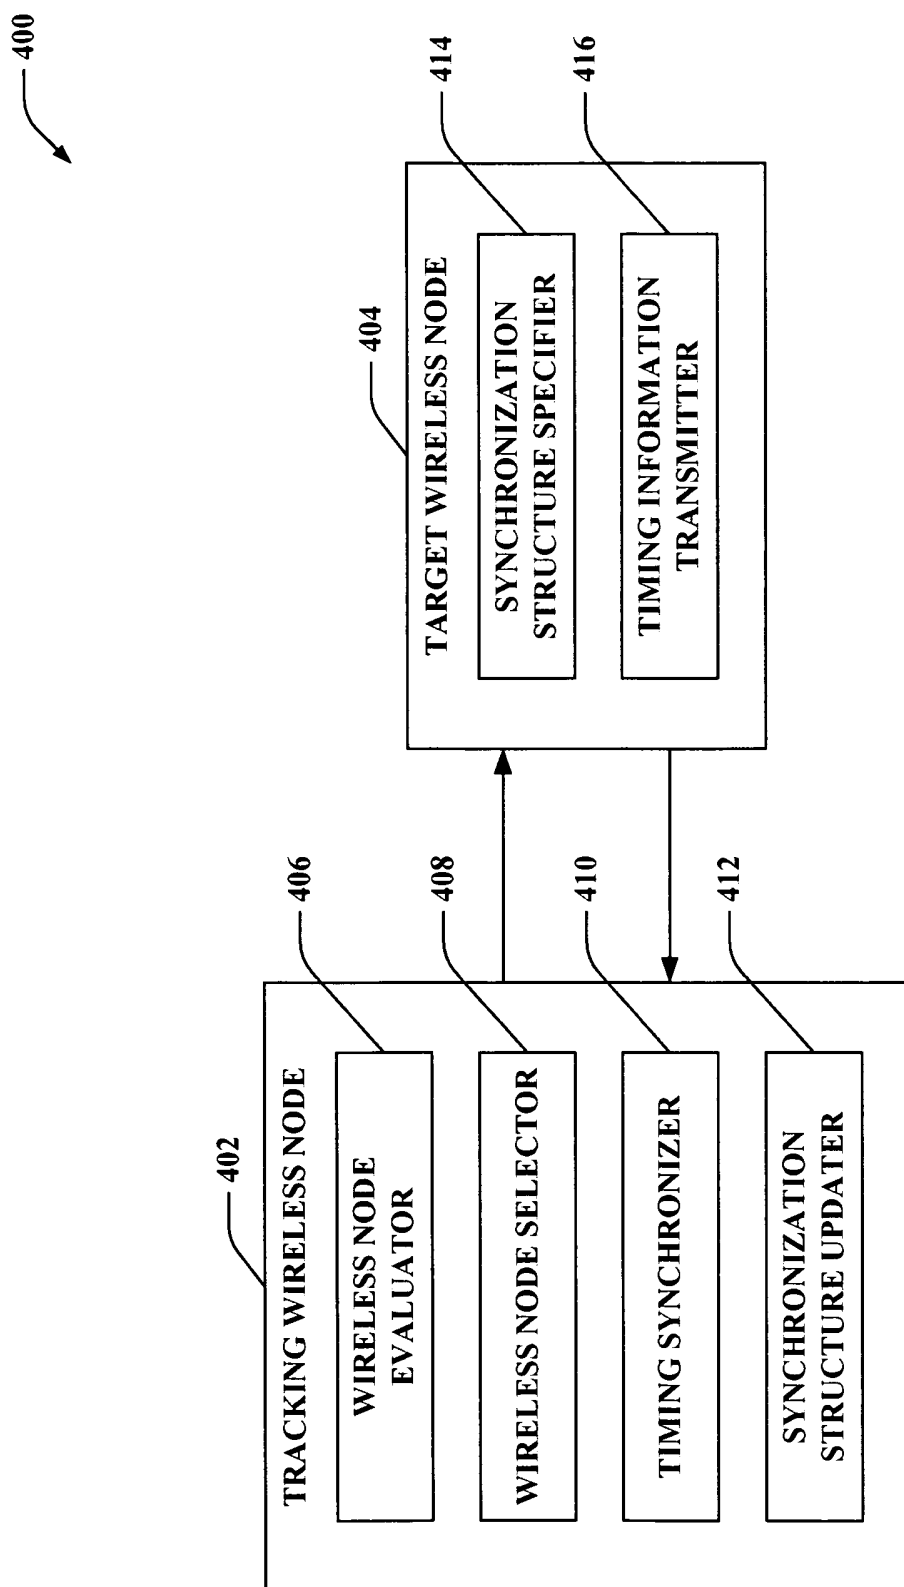 400
402
TRACKING WIRELESS NODE
406
WIRELESS NODE
EVALUATOR
408
WIRELESS NODE SELECTOR
410
TIMING SYNCHRONIZER
412
SYNCHRONIZATION
STRUCTURE UPDATER
404
TARGET WIRELESS NODE
414
SYNCHRONIZATION
STRUCTURE SPECIFIER
416
TIMING INFORMATION
TRANSMITTER